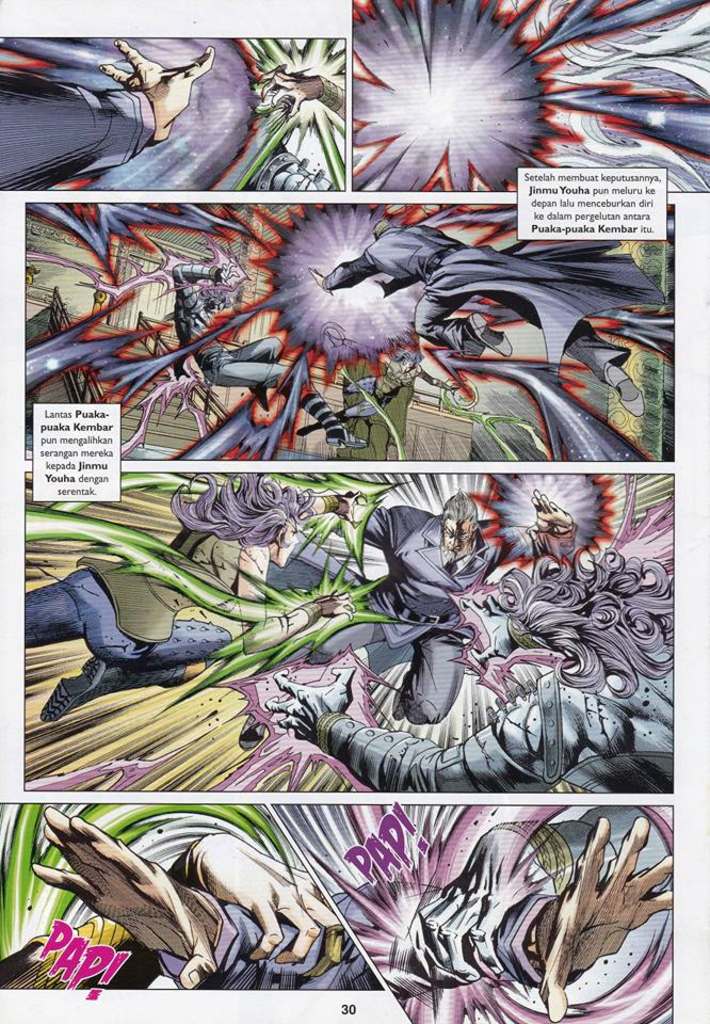 Setelah membuat keputusannya,
Jinmu Youha pun meluru ke
depan lalu menceburkan diri
ke dalam pergelutan antara
Puaka-puaka Kembar itu.
Lantas Puaka-
puaka Kembar
pun mengalihkan
serangan mereka
kepada Jinmu
Youha dengan
serentak.
PAP!
PAP!
30